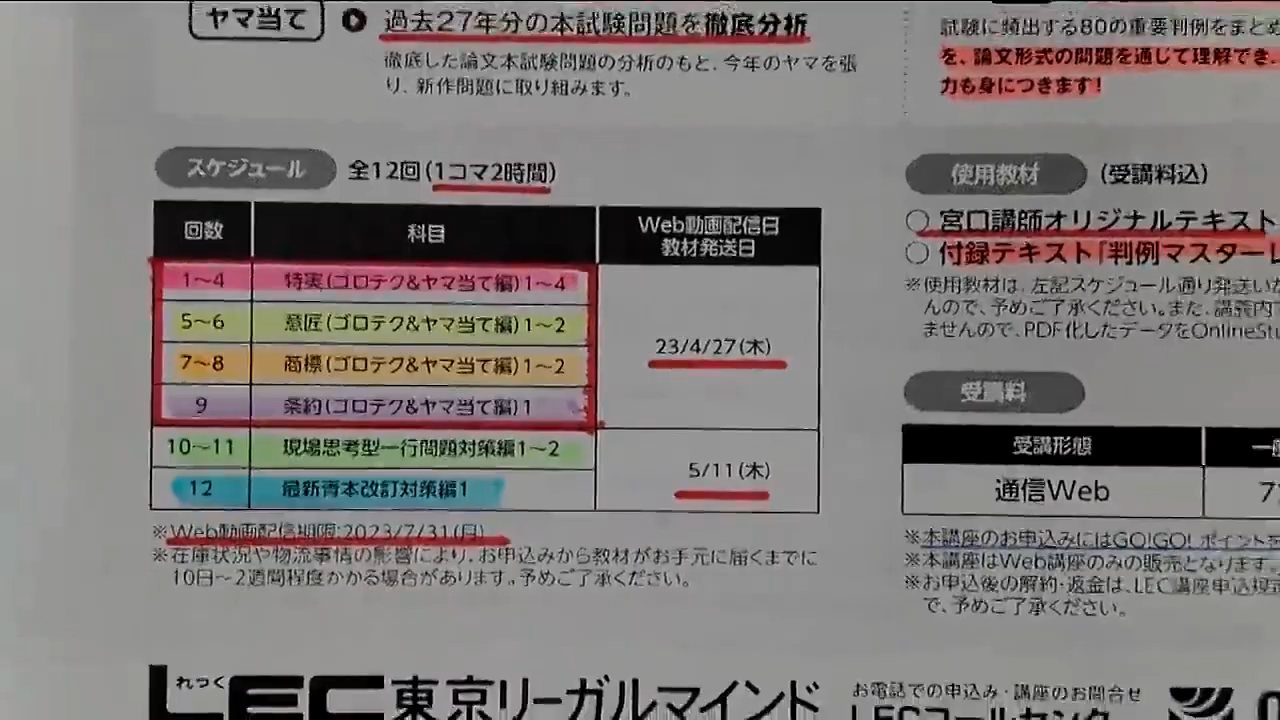 ヤマ当て
過去27年分の本試験問題を徹底分析
徹底した論文本試験問題の分析のもと、今年のヤマを張
り、新作問題に取り組みます。
試験に頻出する80の重要判例をまとめ
を、論文形式の問題を通じて理解でき、
力も身につきます!
スケジュール 全12回(1コマ2時間)
回数 科目 Web動画配信日
教材発送日
1〜4 特実(ゴロテク&ヤマ当て編)1〜4
5〜6 意匠(ゴロテク&ヤマ当て編)1〜2
23/4/27(木)
7〜8 商標(ゴロテク&ヤマ当て編)1〜2
9 条約(ゴロテク&ヤマ当て編)1
10〜11 現場思考型一行問題対策編1〜2
5/11(木)
12 最新青本改訂対策編1
※Web動画配信期限:2023/7/31(月)
※在庫状況や物流事情の影響により、お申込みから教材がお手元に届くまでに
10日〜2週間程度かかる場合があります。予めご了承ください。
使用教材 (受講料込)
○ 宮口講師オリジナルテキスト
○ 付録テキスト「判例マスター
※使用教材は、左記スケジュール通り発送い
んので、予めご了承ください。また、講義内
ませんので、PDF化したデータをOnlineStu
受講料
受講形態
通信Web
※本講座のお申込みにはGO!GO! ポイントを
※本講座はWeb講座のみの販売となります。
※お申込後の解約・返金は、LEC講座申込規定
で、予めご了承ください。
れっく
LEC東京リーガルマインド
お電話での申込み・講座のお問合せ
LECコールセンター